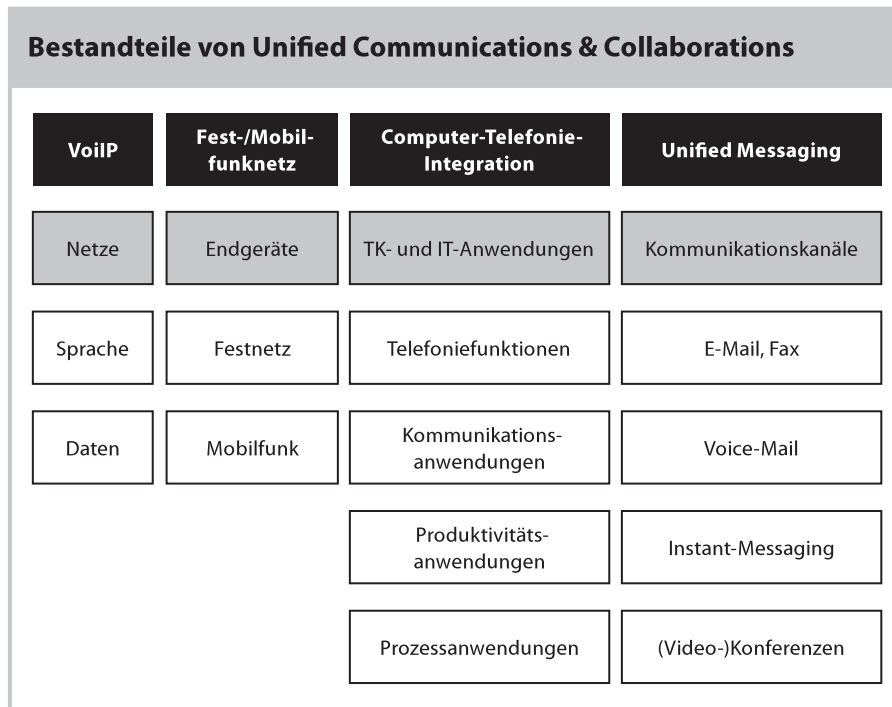 Bestandteile von Unified Communications & Collaborations
VoiIP
Fest-/Mobil-
funknetz
Computer-Telefonie-
Integration
Unified Messaging
Netze
Endgeräte
TK- und IT-Anwendungen
Kommunikationskanäle
Sprache
Festnetz
Telefoniefunktionen
E-Mail, Fax
Daten
Mobilfunk
Kommunikations-
anwendungen
Voice-Mail
Produktivitäts-
anwendungen
Instant-Messaging
Prozessanwendungen
(Video-)Konferenzen